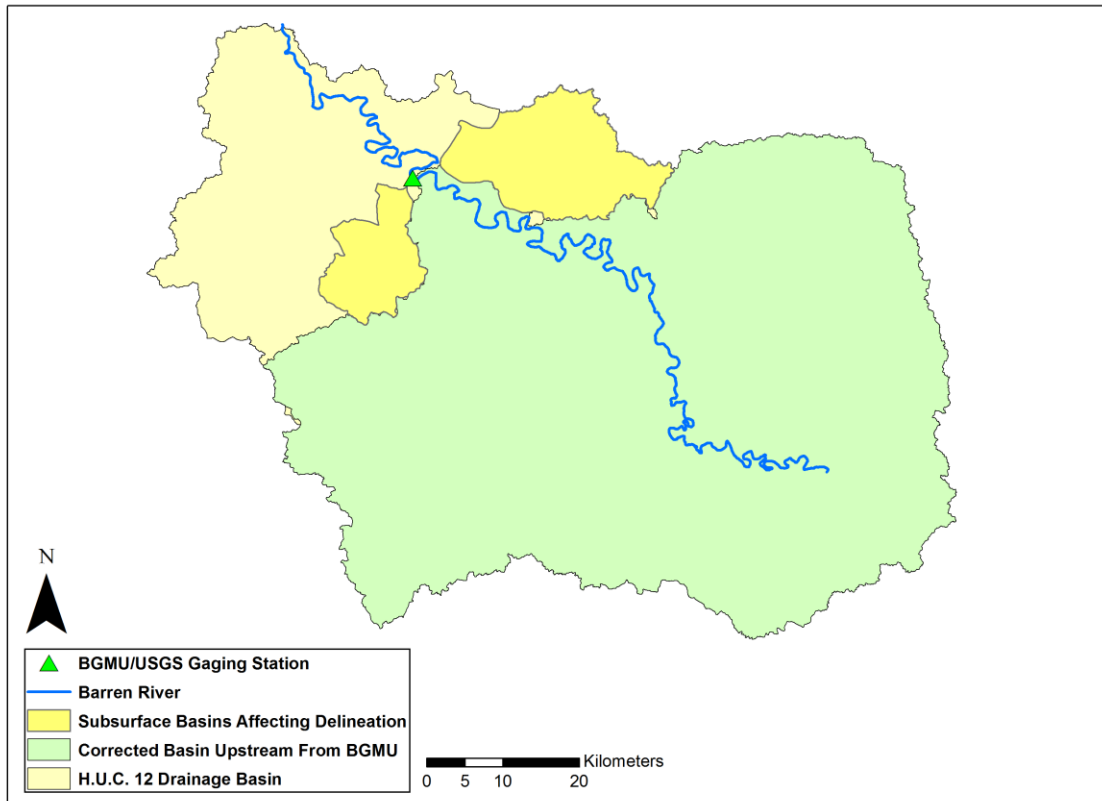 N
BGMU/USGS Gaging Station
Barren River
Subsurface Basins Affecting Delineation
Corrected Basin Upstream From BGMU
H.U.C. 12 Drainage Basin
Kilometers
0 5 10 20